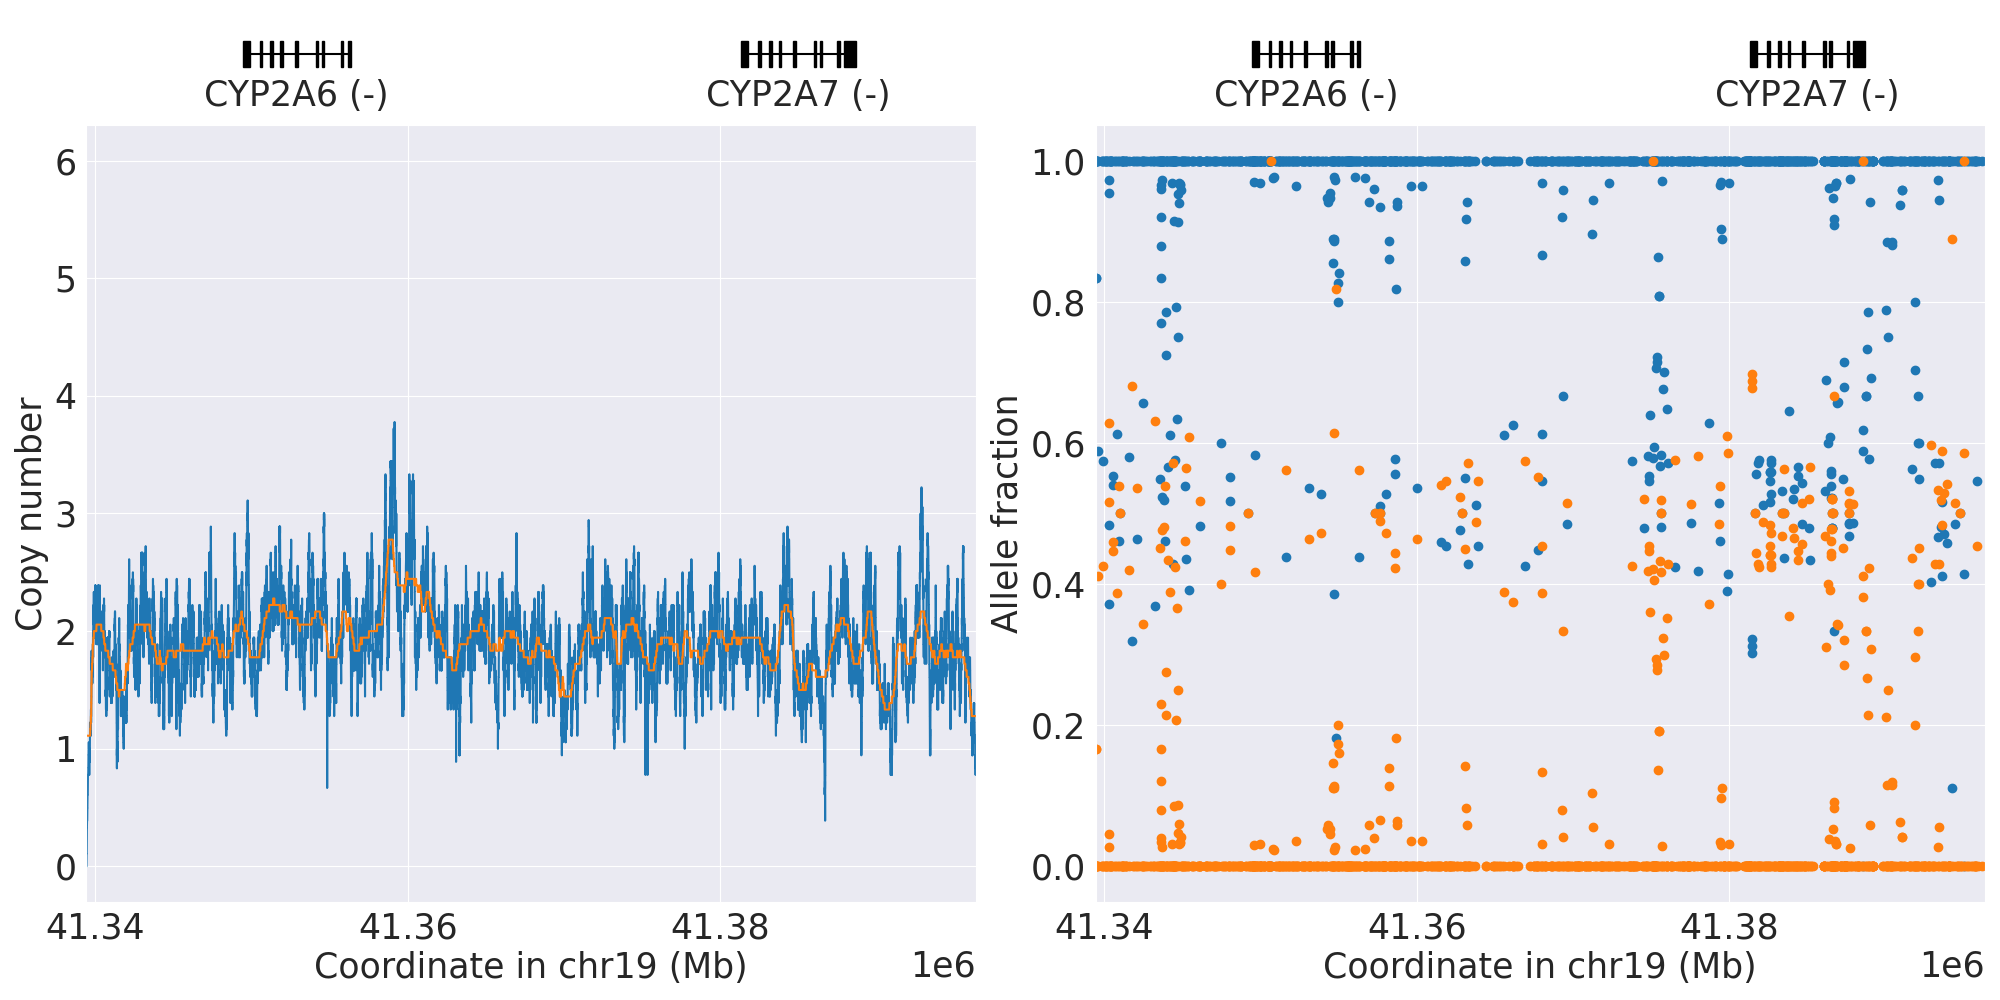 CYP2A6 (-) CYP2A7 (-)
6
5
4
3
2
1
0
Copy number
41.34 41.36 41.38
Coordinate in chr19 (Mb) 1e6
CYP2A6 (-) CYP2A7 (-)
1.0
0.8
0.6
0.4
0.2
0.0
Allele fraction
41.34 41.36 41.38
Coordinate in chr19 (Mb) 1e6